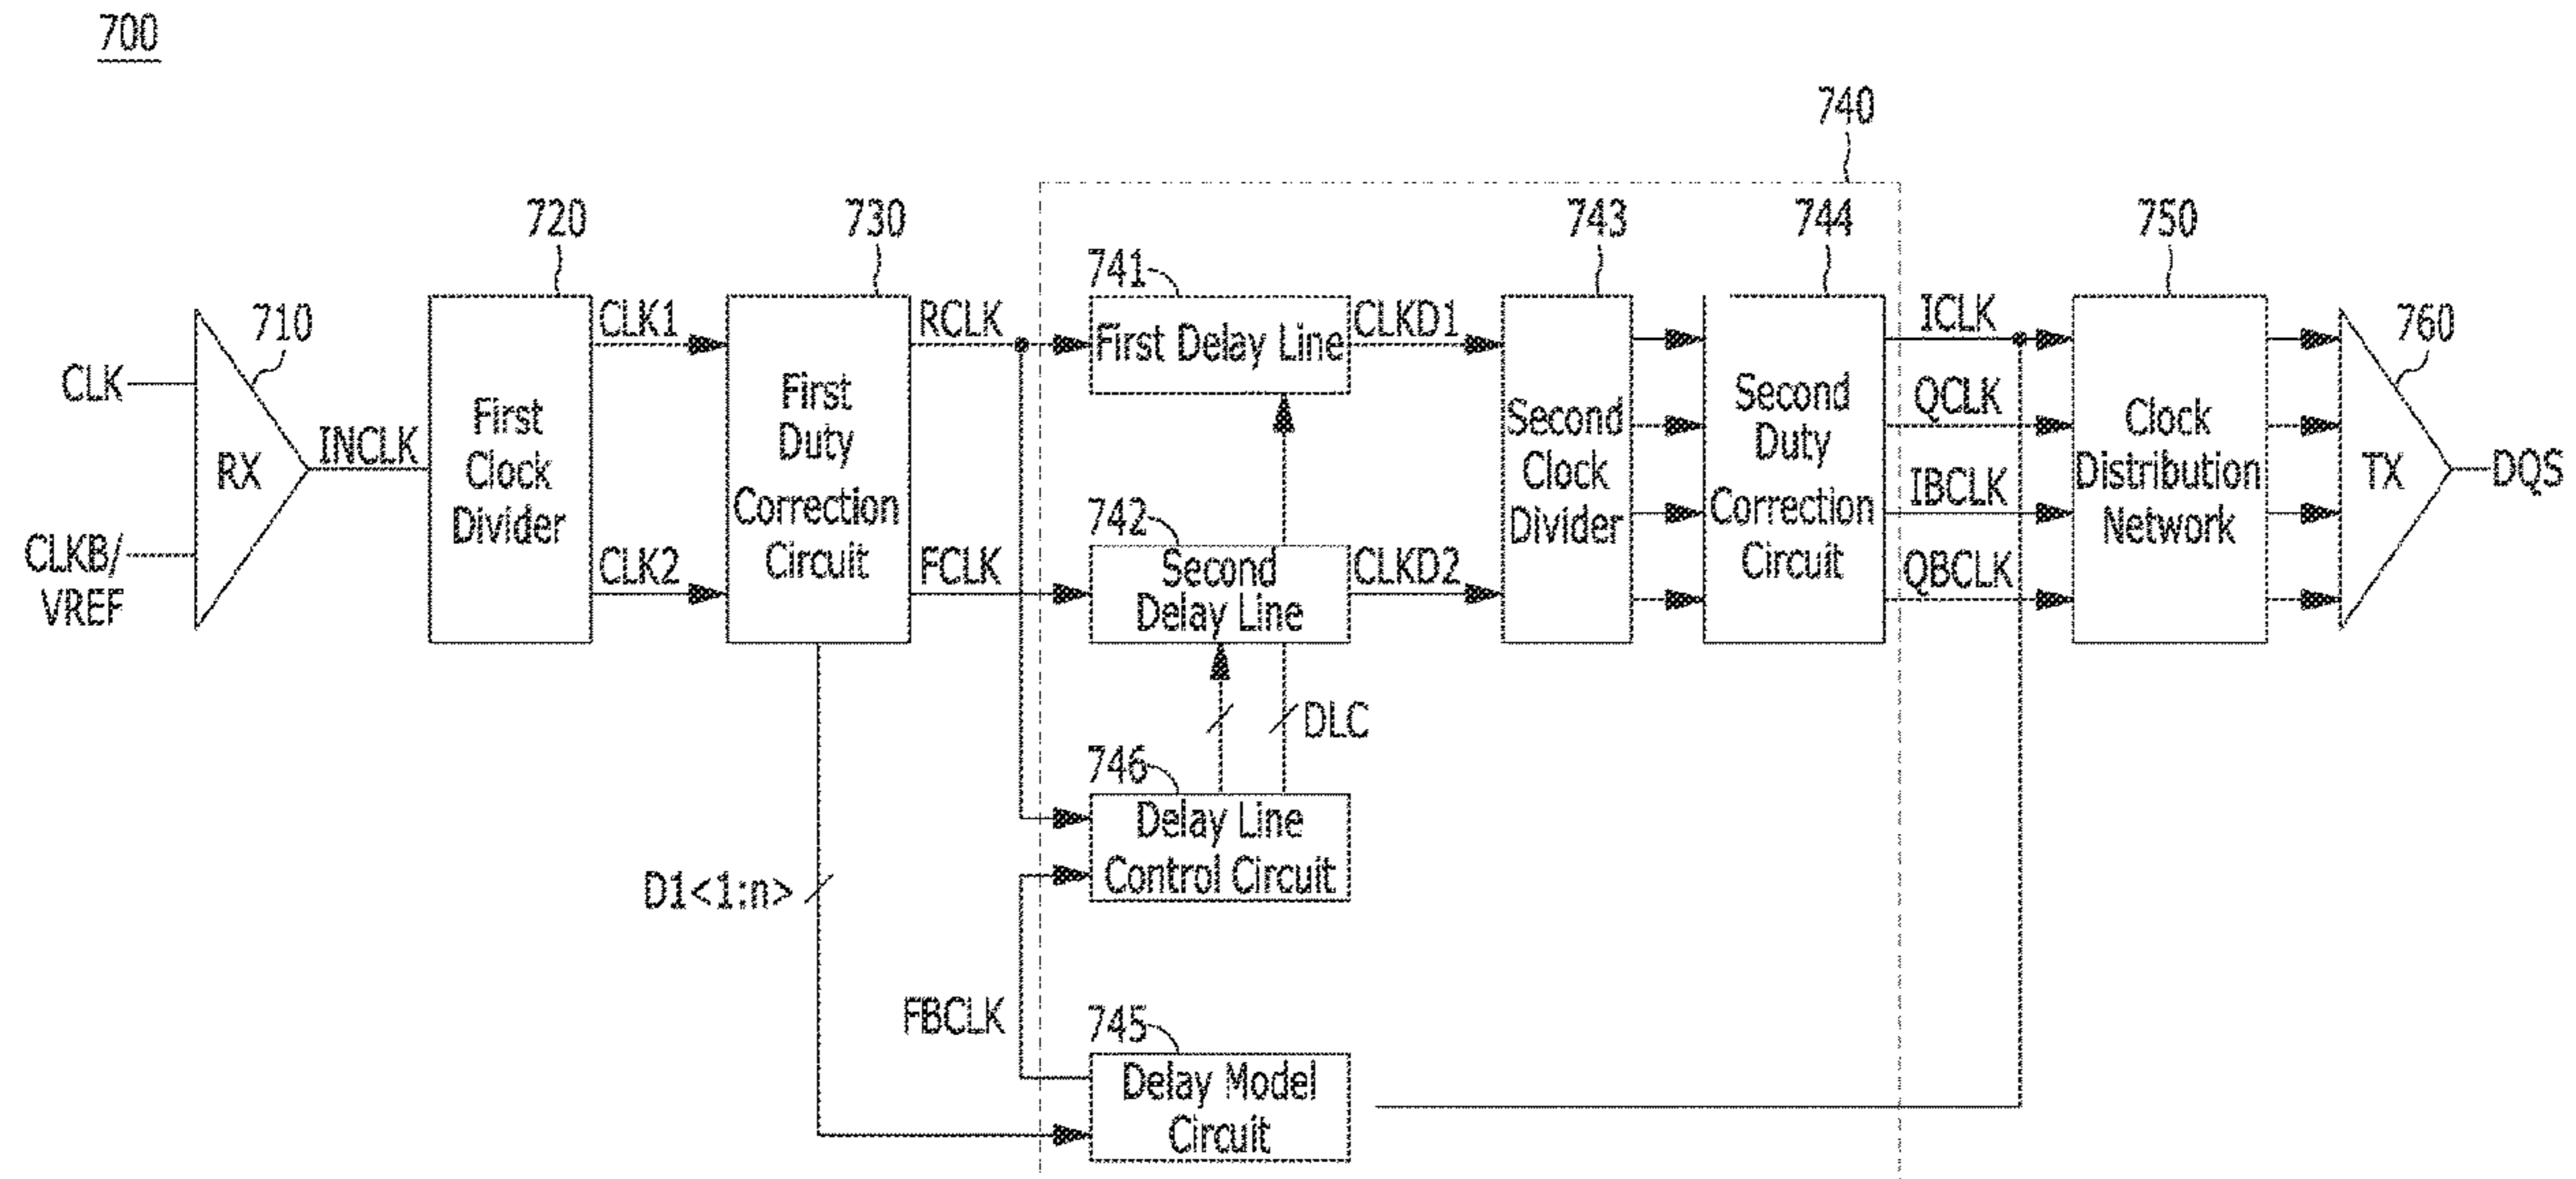 700
740
720
730
743
744
750
741
710
760
CLK
CLKB/
VREF
RX
INCLK
First
Clock
Divider
CLK1
CLK2
First
Duty
Correction
Circuit
RCLK
FCLK
First Delay Line
CLKD1
742
Second
Delay Line
CLKD2
Second
Clock
Divider
Second
Duty
Correction
Circuit
ICLK
QCLK
IBCLK
QBCLK
Clock
Distribution
Network
TX
DQS
DLC
746
Delay Line
Control Circuit
D1<1:n>
FBCLK
745
Delay Model
Circuit